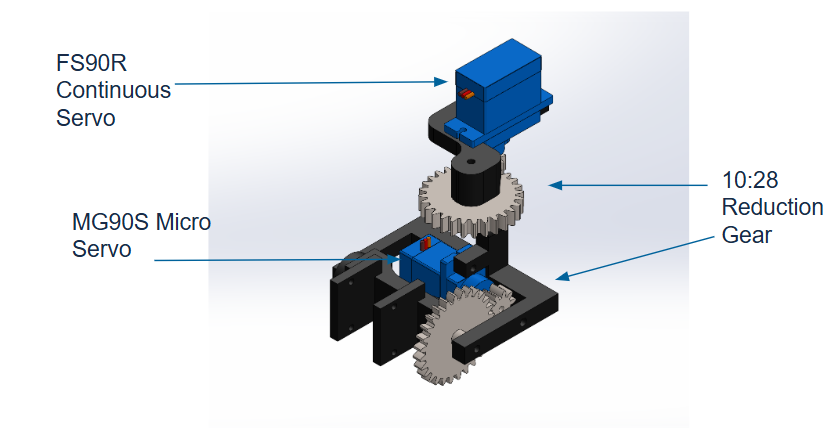 FS90R
Continuous
Servo
MG90S Micro
Servo
10:28
Reduction
Gear